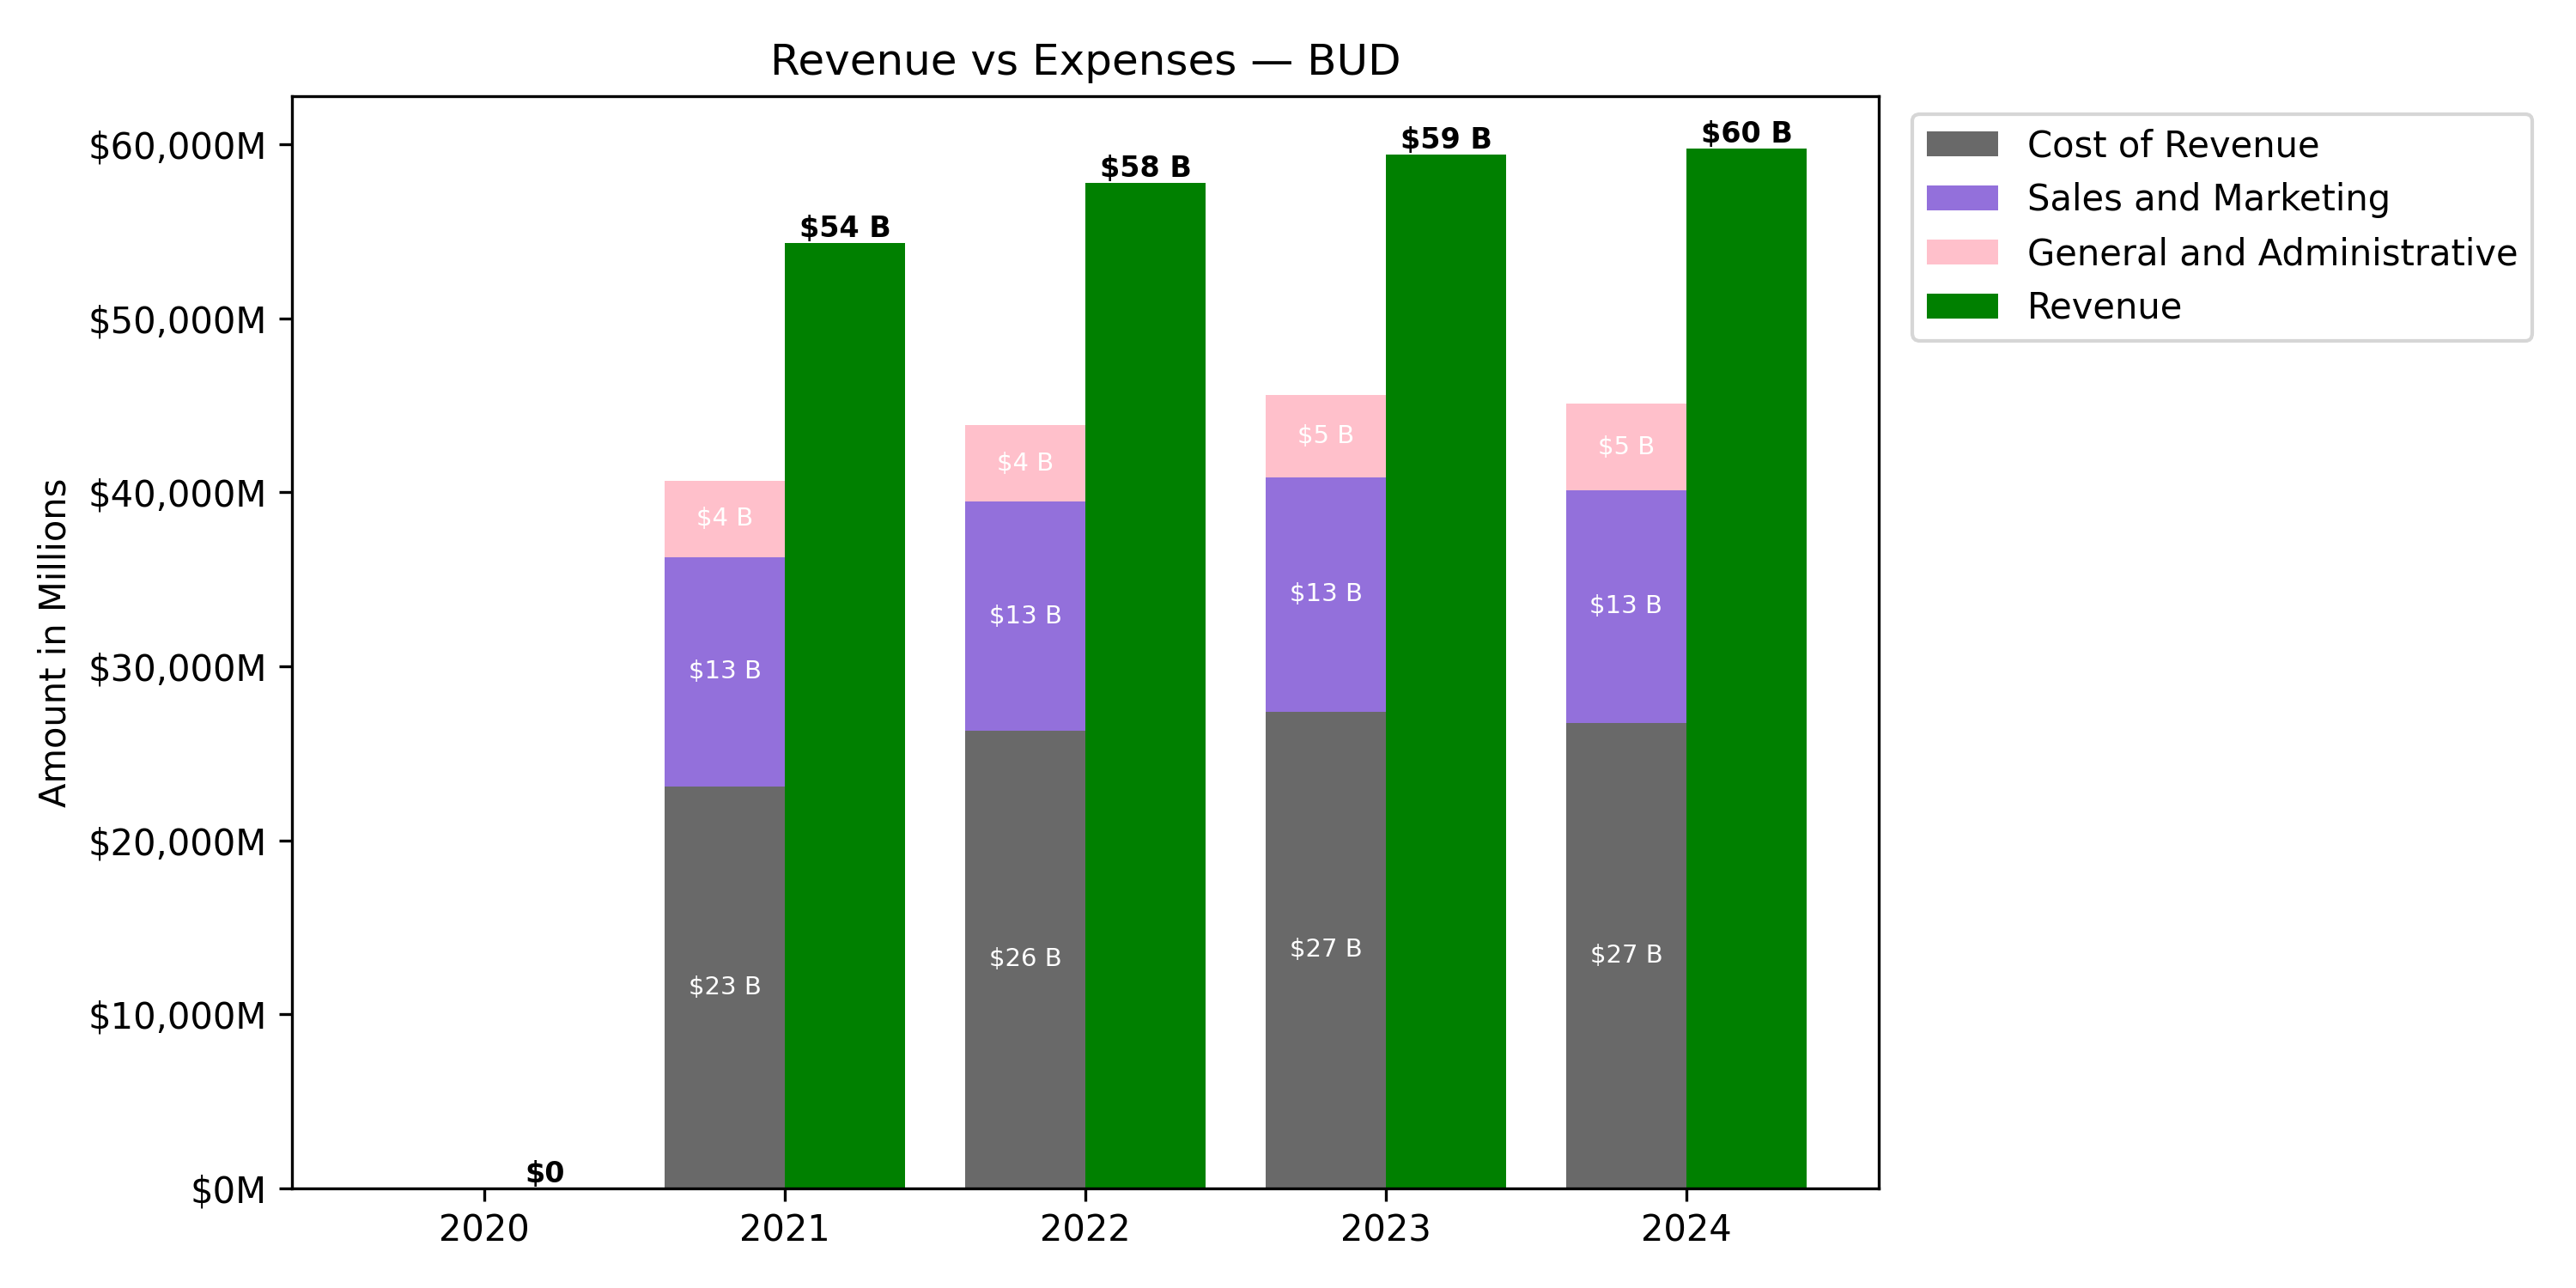 Revenue vs Expenses — BUD
Amount in Millions
$60,000M
$50,000M
$40,000M
$30,000M
$20,000M
$10,000M
$0M
$0
$54 B
$4 B
$13 B
$23 B
$58 B
$4 B
$13 B
$26 B
$59 B
$5 B
$13 B
$27 B
$60 B
$5 B
$13 B
$27 B
2020
2021
2022
2023
2024
Cost of Revenue
Sales and Marketing
General and Administrative
Revenue